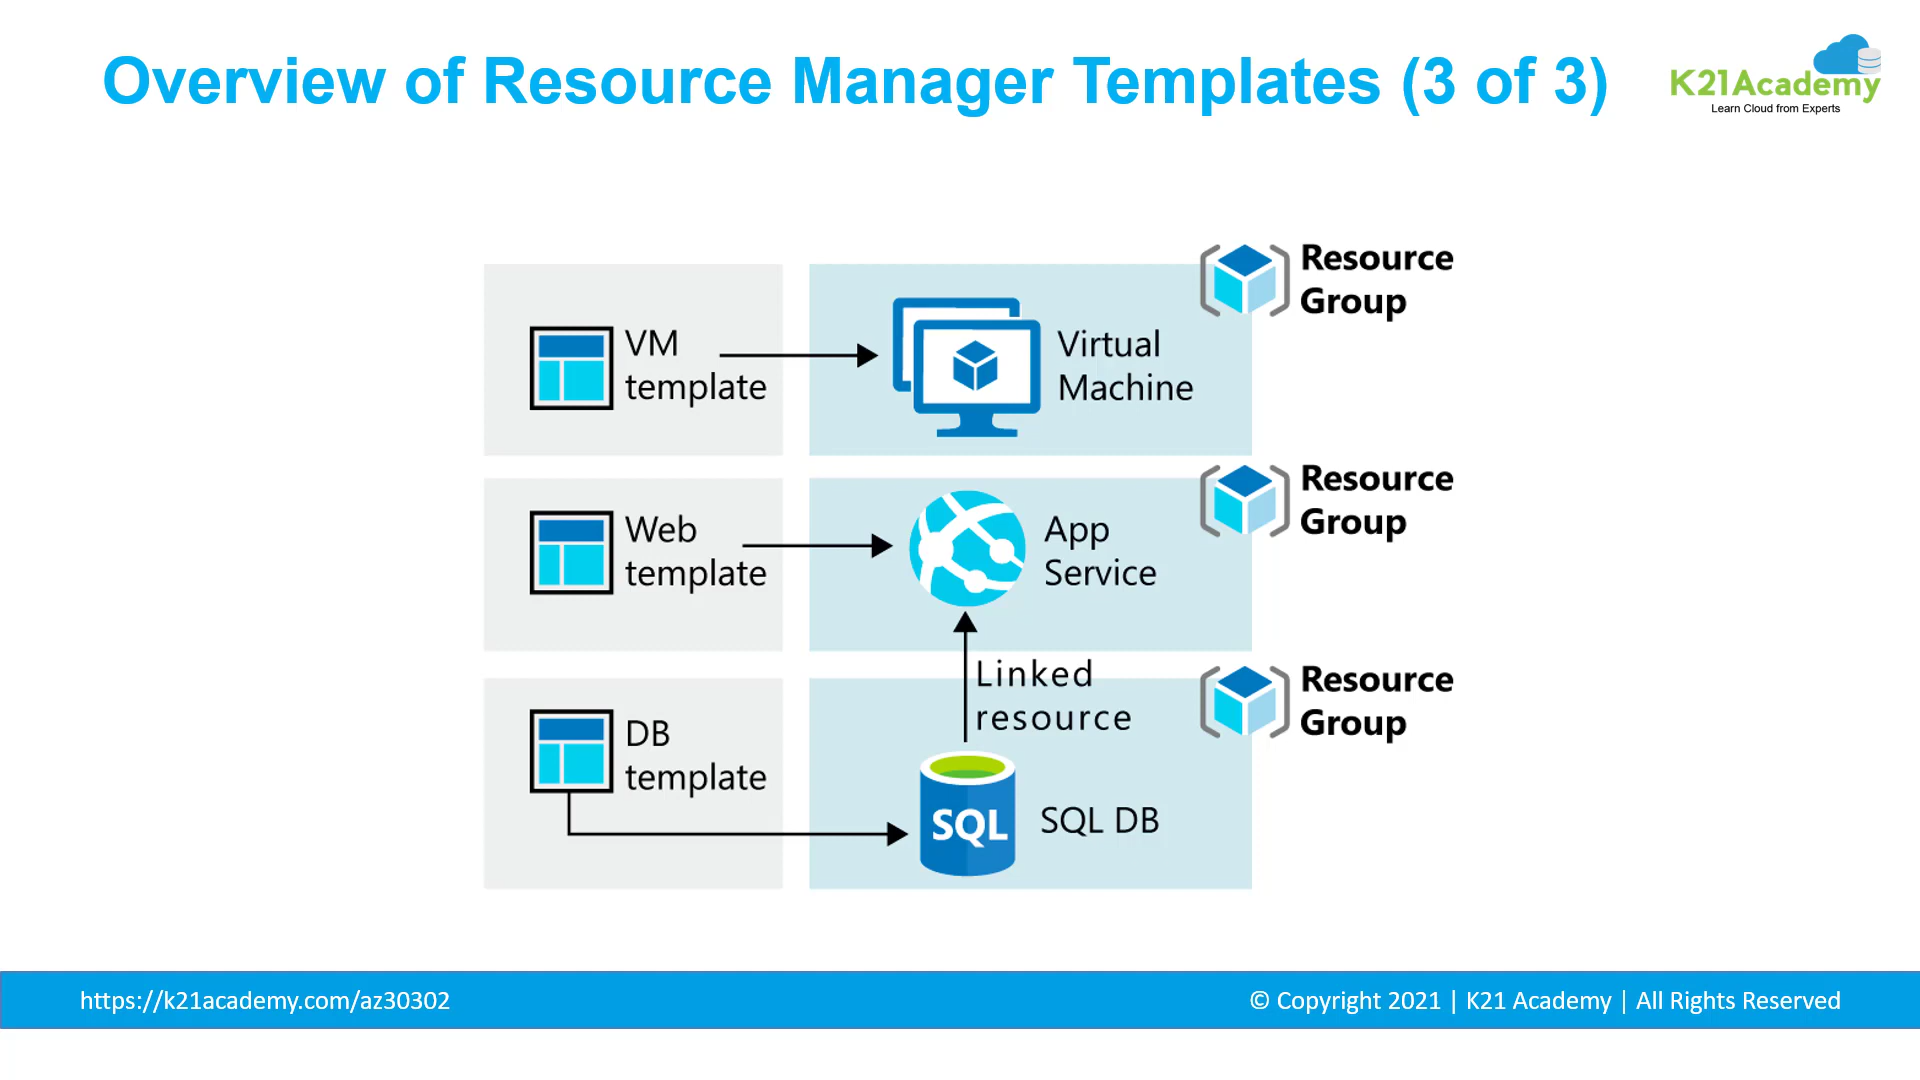 Overview of Resource Manager Templates (3 of 3)
K21Academy
Learn Cloud from Experts
VM
template
Virtual
Machine
Resource
Group
Web
template
App
Service
Resource
Group
Linked
resource
DB
template
SQL
SQL DB
Resource
Group
https://k21academy.com/az30302
© Copyright 2021 | K21 Academy | All Rights Reserved